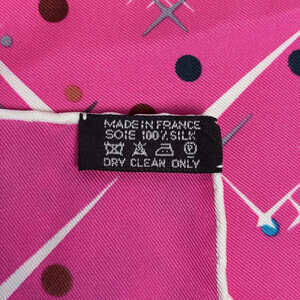 MADE IN FRANCE
SOIE 100% SILK
DRY CLEAN ONLY